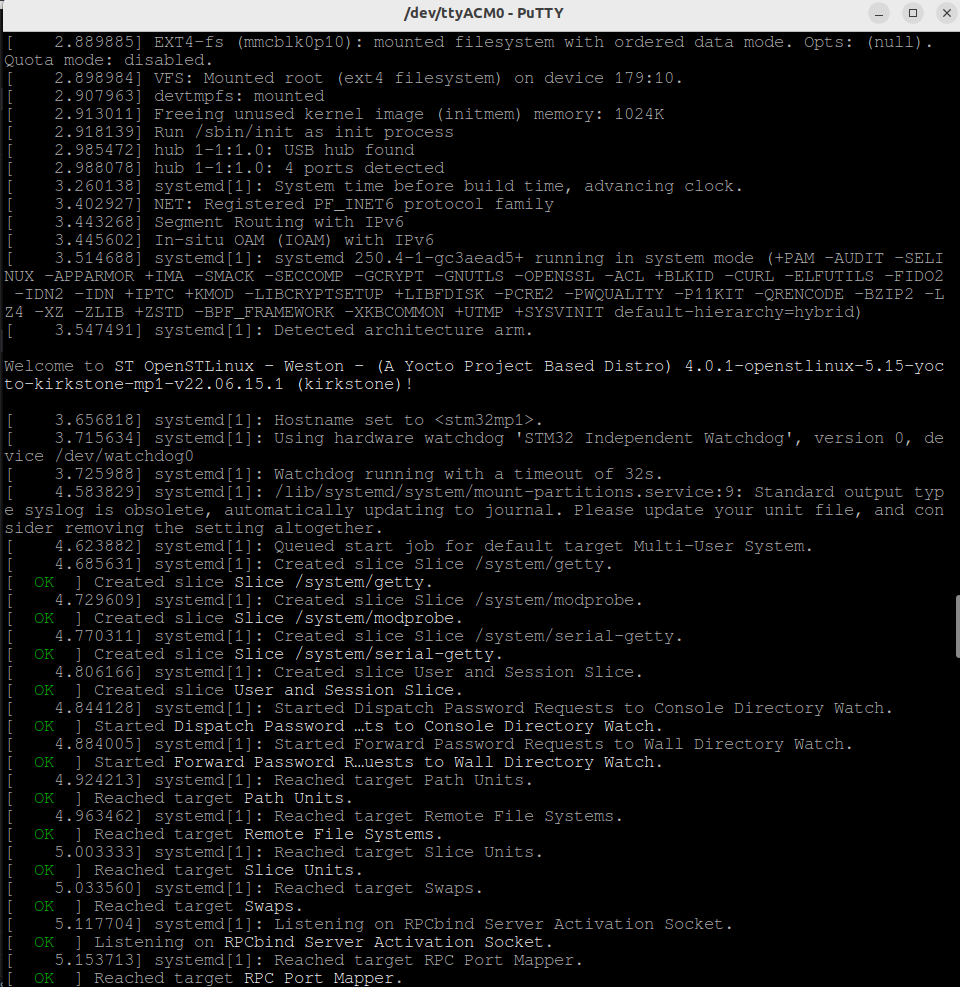 /dev/ttyACM0 - PuTTY
[    2.889885] EXT4-fs (mmcblk0p10): mounted filesystem with ordered data mode. Opts: (null).
Quota mode: disabled.
[    2.898984] VFS: Mounted root (ext4 filesystem) on device 179:10.
[    2.907963] devtmpfs: mounted
[    2.913011] Freeing unused kernel image (initmem) memory: 1024K
[    2.918139] Run /sbin/init as init process
[    2.985472] hub 1-1:1.0: USB hub found
[    2.988078] hub 1-1:1.0: 4 ports detected
[    3.260138] systemd[1]: System time before build time, advancing clock.
[    3.402927] NET: Registered PF_INET6 protocol family
[    3.443268] Segment Routing with IPv6
[    3.445602] In-situ OAM (IOAM) with IPv6
[    3.514688] systemd[1]: systemd 250.4-1-gc3aead5+ running in system mode (+PAM -AUDIT -SELI
NUX -APPARMOR +IMA -SMACK -SECCOMP -GCRYPT -GNUTLS -OPENSSL -ACL +BLKID -CURL -ELFUTILS -FIDO2
 -IDN2 -IDN +IPTC +KMOD -LIBCRYPTSETUP +LIBFDISK -PCRE2 -PWQUALITY -P11KIT -QRENCODE -BZIP2 -L
Z4 -XZ -ZLIB +ZSTD -BPF_FRAMEWORK -XKBCOMMON +UTMP +SYSVINIT default-hierarchy=hybrid)
[    3.547491] systemd[1]: Detected architecture arm.
Welcome to ST OpenSTLinux - Weston - (A Yocto Project Based Distro) 4.0.1-openstlinux-5.15-yoc
to-kirkstone-mp1-v22.06.15.1 (kirkstone)!
[    3.656818] systemd[1]: Hostname set to <stm32mp1>.
[    3.715634] systemd[1]: Using hardware watchdog 'STM32 Independent Watchdog', version 0, de
vice /dev/watchdog0
[    3.725988] systemd[1]: Watchdog running with a timeout of 32s.
[    4.583829] systemd[1]: /lib/systemd/system/mount-partitions.service:9: Standard output typ
e syslog is obsolete, automatically updating to journal. Please update your unit file, and con
sider removing the setting altogether.
[    4.623882] systemd[1]: Queued start job for default target Multi-User System.
[    4.685631] systemd[1]: Created slice Slice /system/getty.
[  OK  ] Created slice Slice /system/getty.
[    4.729609] systemd[1]: Created slice Slice /system/modprobe.
[  OK  ] Created slice Slice /system/modprobe.
[    4.770311] systemd[1]: Created slice Slice /system/serial-getty.
[  OK  ] Created slice Slice /system/serial-getty.
[    4.806166] systemd[1]: Created slice User and Session Slice.
[  OK  ] Created slice User and Session Slice.
[    4.844128] systemd[1]: Started Dispatch Password Requests to Console Directory Watch.
[  OK  ] Started Dispatch Password …ts to Console Directory Watch.
[    4.884005] systemd[1]: Started Forward Password Requests to Wall Directory Watch.
[  OK  ] Started Forward Password R…uests to Wall Directory Watch.
[    4.924213] systemd[1]: Reached target Path Units.
[  OK  ] Reached target Path Units.
[    4.963462] systemd[1]: Reached target Remote File Systems.
[  OK  ] Reached target Remote File Systems.
[    5.003333] systemd[1]: Reached target Slice Units.
[  OK  ] Reached target Slice Units.
[    5.033560] systemd[1]: Reached target Swaps.
[  OK  ] Reached target Swaps.
[    5.117704] systemd[1]: Listening on RPCbind Server Activation Socket.
[  OK  ] Listening on RPCbind Server Activation Socket.
[    5.153713] systemd[1]: Reached target RPC Port Mapper.
[  OK  ] Reached target RPC Port Mapper.